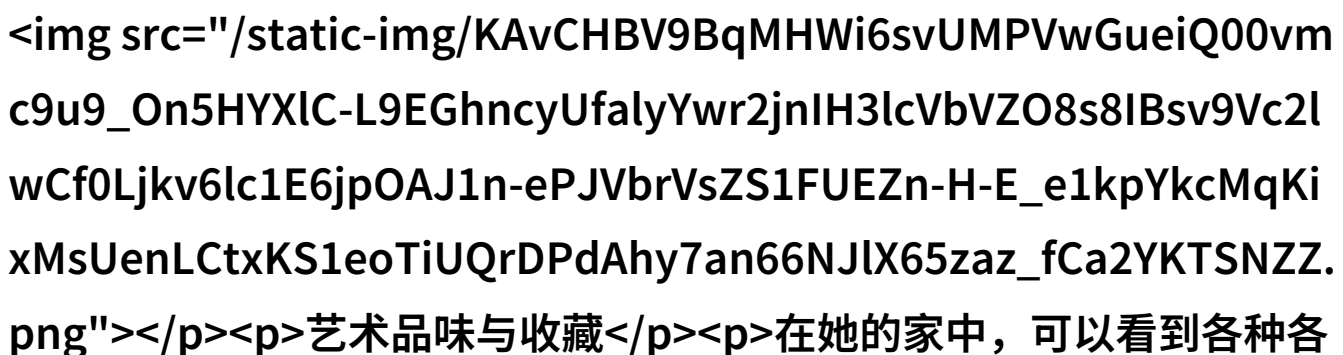 <img src="/static-img/KAvCHBV9BqMHWi6svUMPVwGueiQ00vm
c9u9_On5HYXlC-L9EGhncyUfalyYwr2jnIH3lcVbVZO8s8IBsv9Vc2l
wCf0Ljkv6lc1E6jpOAJ1n-ePJVbrVsZS1FUEZn-H-E_e1kpYkcMqKi
xMsUenLCtxKS1eoTiUQrDPdAhy7an66NJlX65zaz_fCa2YKTSNZZ.
png"></p><p>艺术品味与收藏</p><p>在她的家中，可以看到各种各